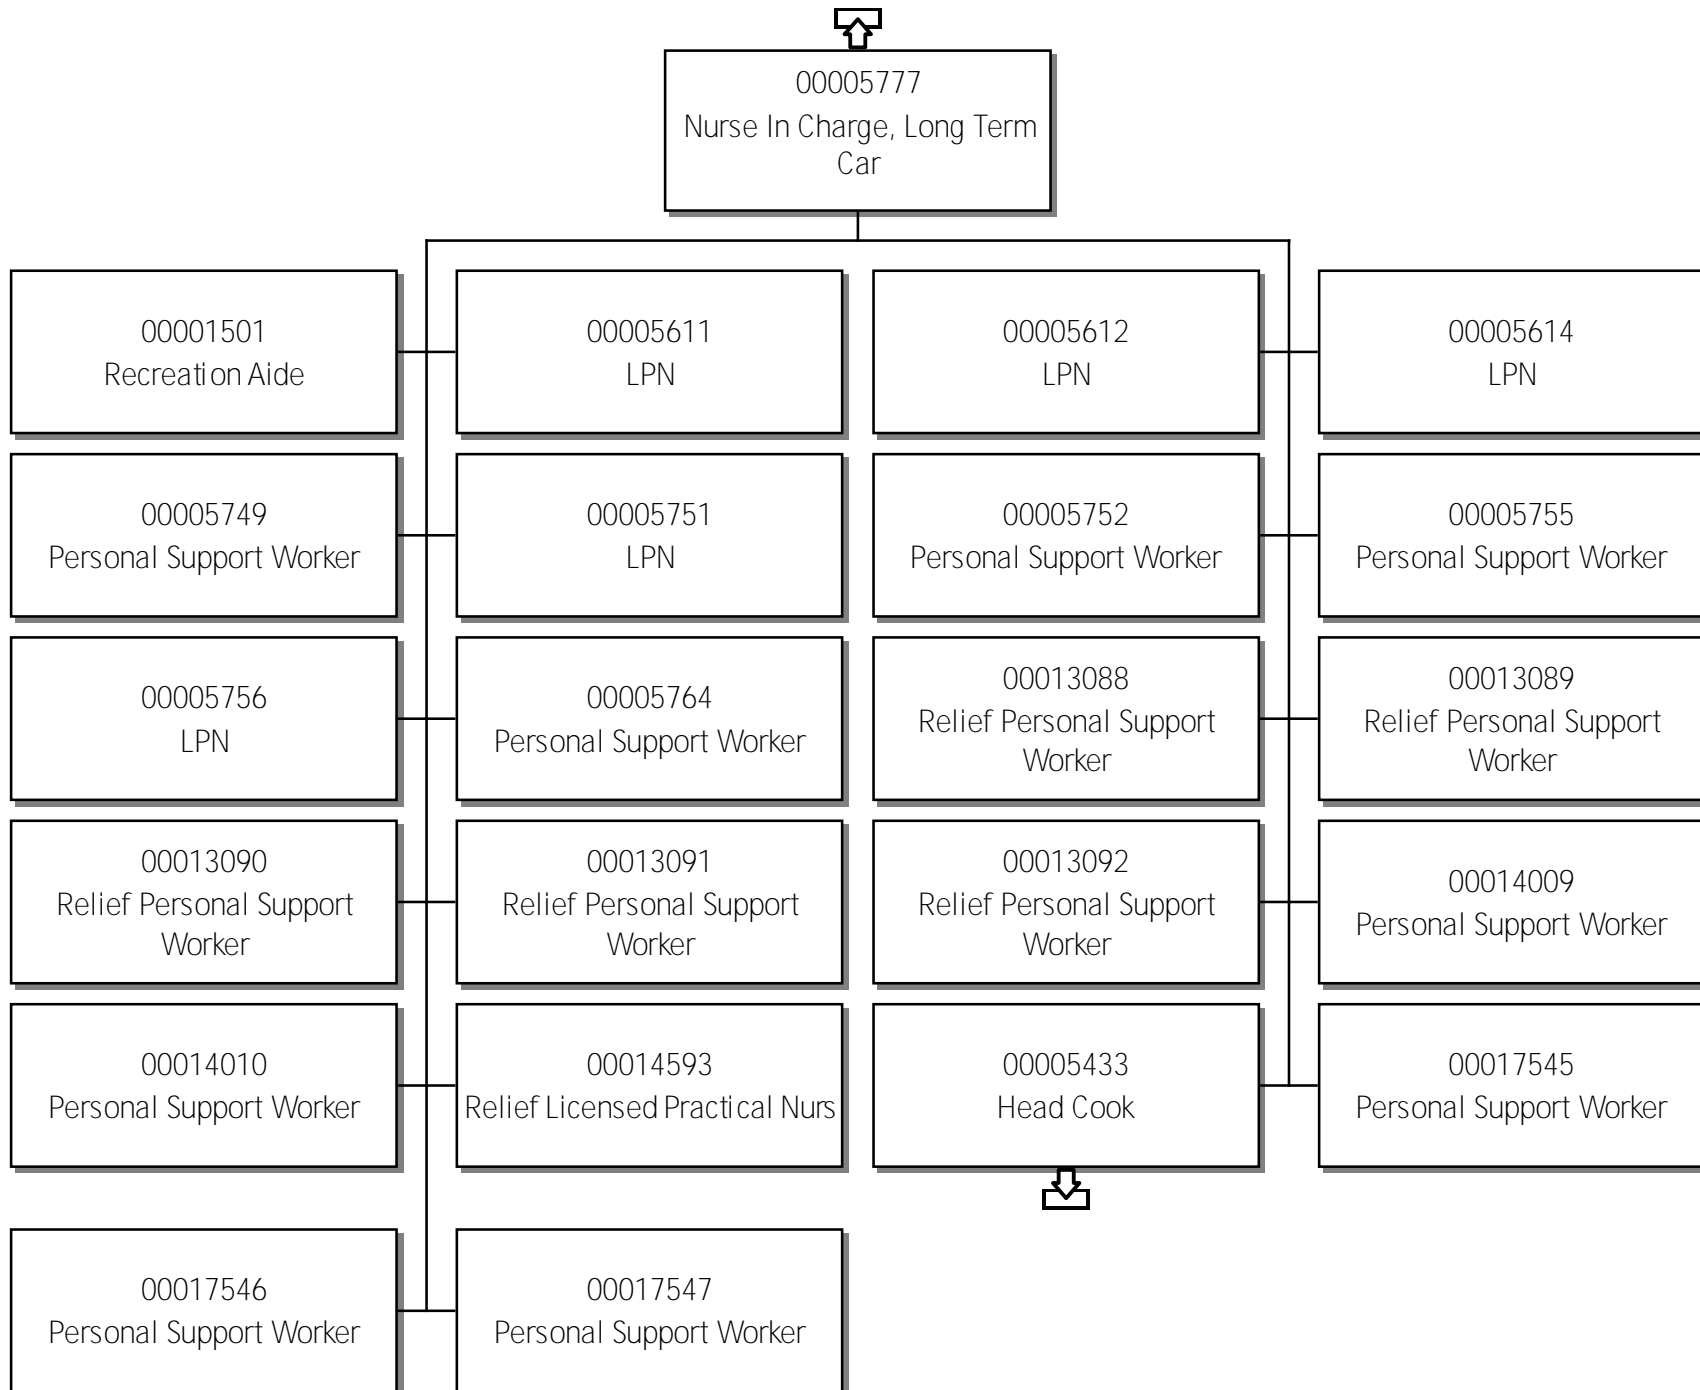 00005777
Nurse In Charge, Long Term
Car
00001501
Recreation Aide
00005611
LPN
00005612
LPN
00005614
LPN
00005749
Personal Support Worker
00005751
LPN
00005752
Personal Support Worker
00005755
Personal Support Worker
00005756
LPN
00005764
Personal Support Worker
00013088
Relief Personal Support
Worker
00013089
Relief Personal Support
Worker
00013090
Relief Personal Support
Worker
00013091
Relief Personal Support
Worker
00013092
Relief Personal Support
Worker
00014009
Personal Support Worker
00014010
Personal Support Worker
00014593
Relief Licensed Practical Nurs
00005433
Head Cook
00017545
Personal Support Worker
00017546
Personal Support Worker
00017547
Personal Support Worker